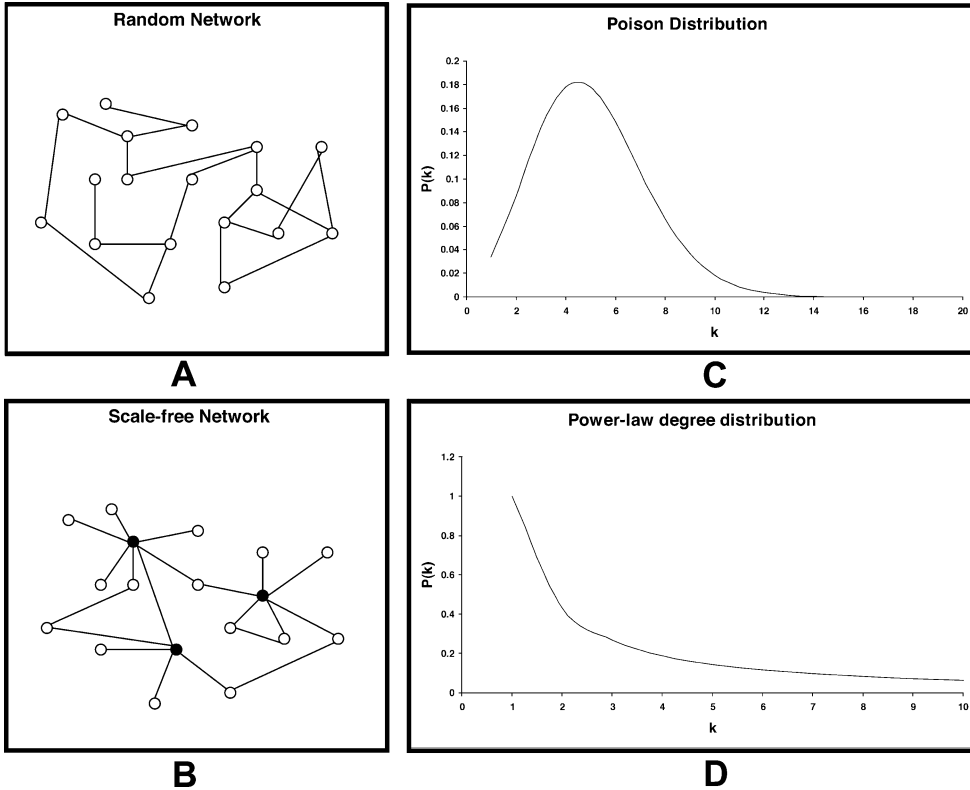 Random Network
A
Poison Distribution
P(k)
0.2
0.18
0.16
0.14
0.12
0.1
0.08
0.06
0.04
0.02
0
0 2 4 6 8 10 12 14 16 18 20
k
C
Scale-free Network
B
Power-law degree distribution
P(k)
1.2
1
0.8
0.6
0.4
0.2
0
0 1 2 3 4 5 6 7 8 9 10
k
D